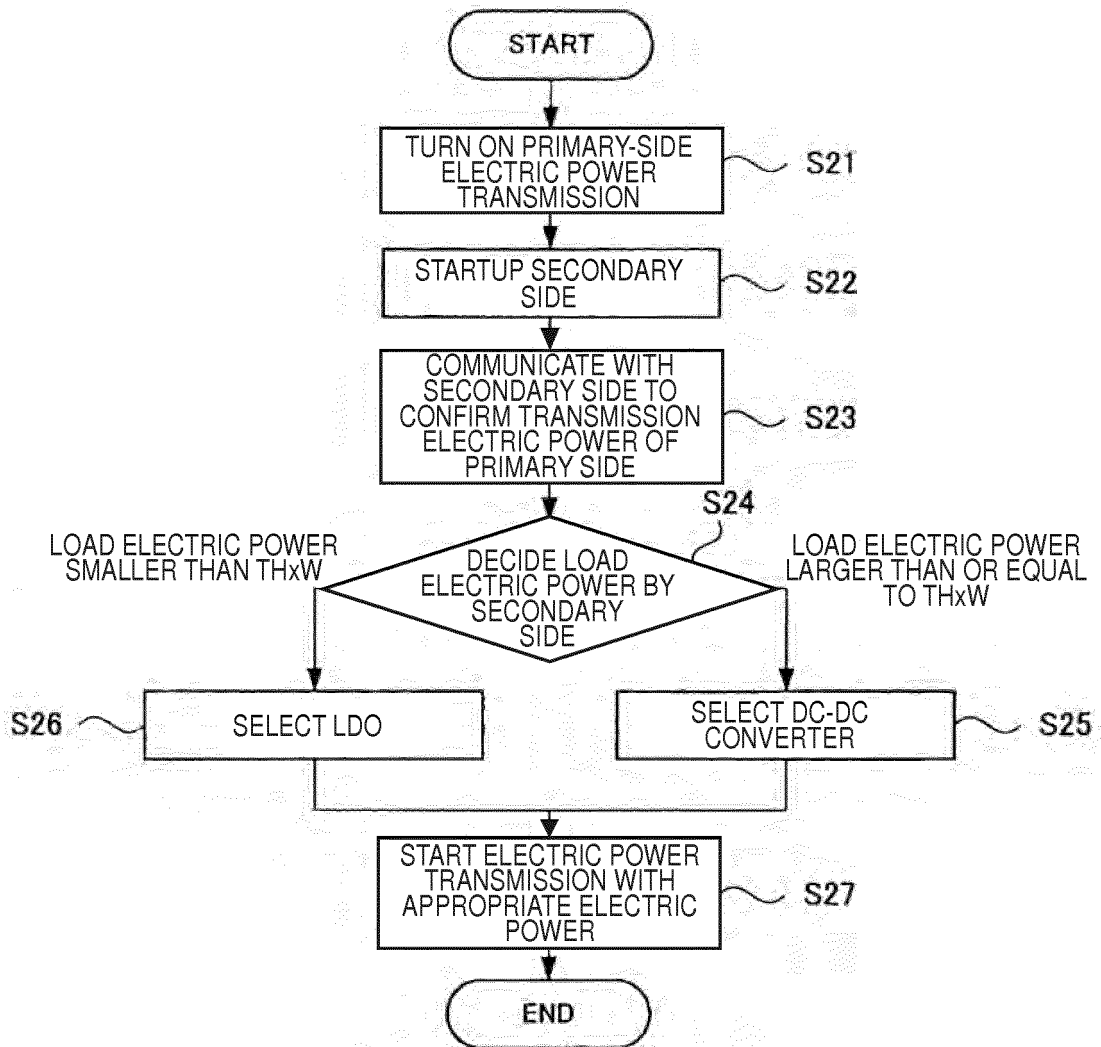 START
TURN ON PRIMARY-SIDE
ELECTRIC POWER
TRANSMISSION
S21
STARTUP SECONDARY
SIDE
S22
COMMUNICATE WITH
SECONDARY SIDE TO
CONFIRM TRANSMISSION
ELECTRIC POWER OF
PRIMARY SIDE
S23
S24
LOAD ELECTRIC POWER
SMALLER THAN THxW
DECIDE LOAD
ELECTRIC POWER BY
SECONDARY
SIDE
LOAD ELECTRIC POWER
LARGER THAN OR EQUAL
TO THxW
S26
SELECT LDO
SELECT DC-DC
CONVERTER
S25
START ELECTRIC POWER
TRANSMISSION WITH
APPROPRIATE ELECTRIC
POWER
S27
END